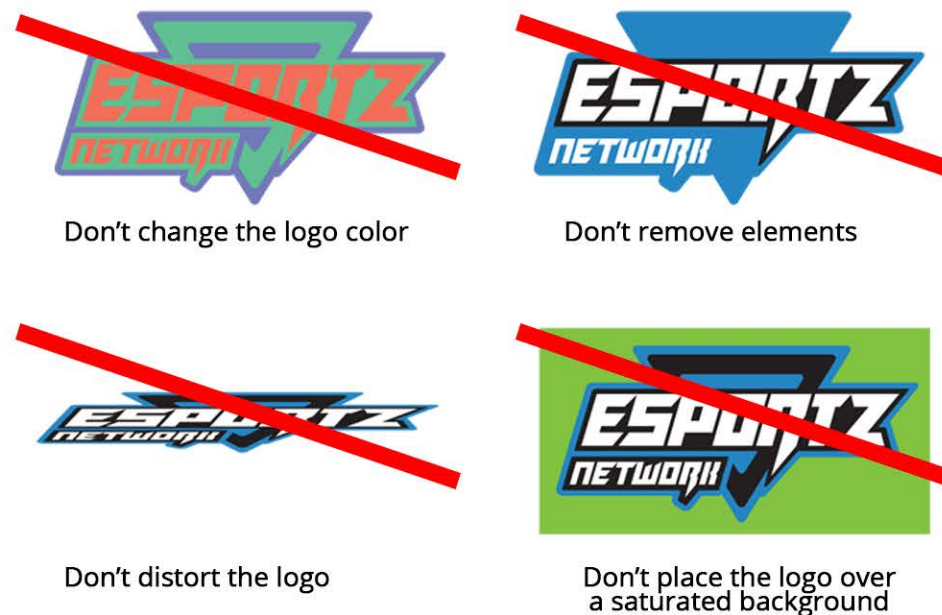 ESPORTZ
NETWORK
Don't change the logo color
ESPORTZ
NETWORK
Don't remove elements
ESPORTZ
NETWORK
Don't distort the logo
ESPORTZ
NETWORK
Don't place the logo over
a saturated background